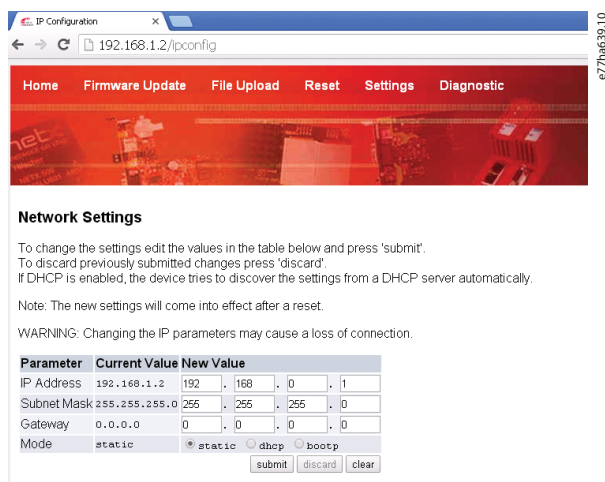 IP Configuration
192.168.1.2/ipconfig
e77ha639.10
Home Firmware Update File Upload Reset Settings Diagnostic
net
NETX 500
Network Settings
To change the settings edit the values in the table below and press 'submit'.
To discard previously submitted changes press 'discard'.
If DHCP is enabled, the device tries to discover the settings from a DHCP server automatically.
Note: The new settings will come into effect after a reset.
WARNING: Changing the IP parameters may cause a loss of connection.
Parameter Current Value New Value
IP Address 192.168.1.2 192 . 168 . 0 . 1
Subnet Mask 255.255.255.0 255 . 255 . 255 . 0
Gateway 0.0.0.0 0 . 0 . 0 . 0
Mode static static dhcp bootp
submit discard clear